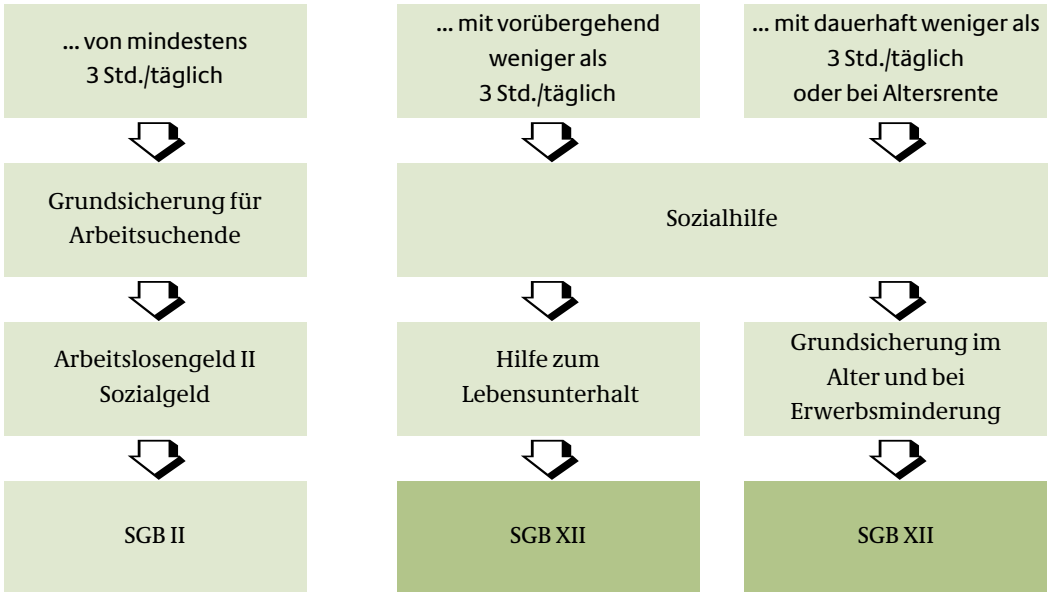 ... von mindestens
3 Std./täglich
... mit vorübergehend
weniger als
3 Std./täglich
... mit dauerhaft weniger als
3 Std./täglich
oder bei Altersrente
Grundsicherung für
Arbeitsuchende
Sozialhilfe
Arbeitslosengeld II
Sozialgeld
Hilfe zum
Lebensunterhalt
Grundsicherung im
Alter und bei
Erwerbsminderung
SGB II
SGB XII
SGB XII